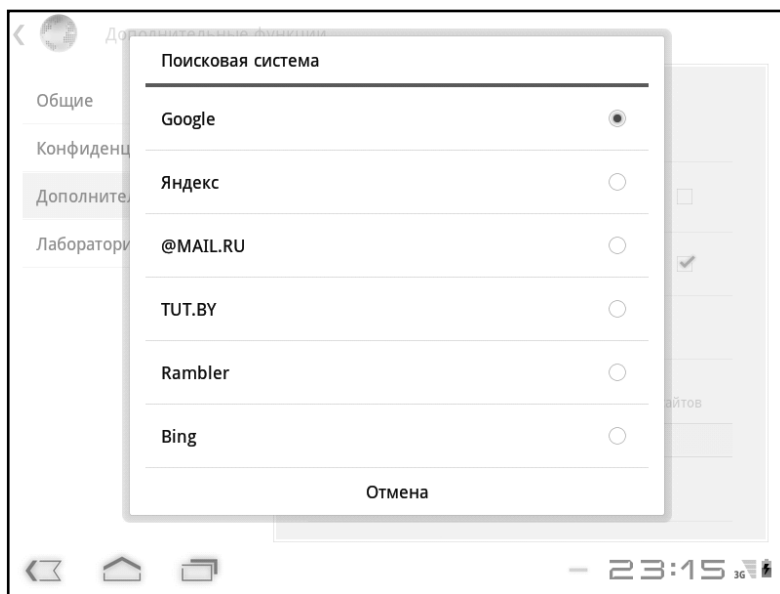 Дополнительные функции
Поисковая система
Общие
Google
Конфиденц
Яндекс
Дополните
@MAIL.RU
Лаборатори
TUT.BY
Rambler
айтов
Bing
Отмена
23:15 3G